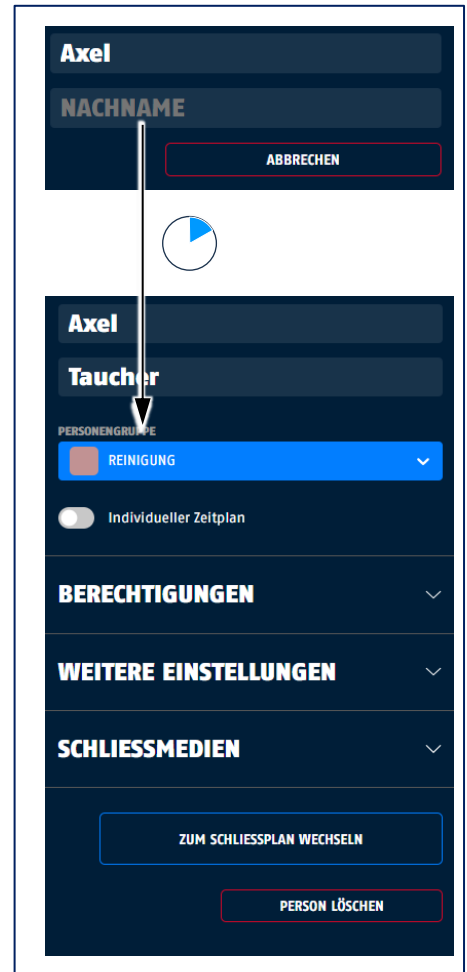 Axel
NACHNAME
ABBRECHEN
Axel
Taucher
PERSONENGRUPPE
REINIGUNG
Individueller Zeitplan
BERECHTIGUNGEN
WEITERE EINSTELLUNGEN
SCHLIESSMEDIEN
ZUM SCHLIESSPLAN WECHSELN
PERSON LÖSCHEN